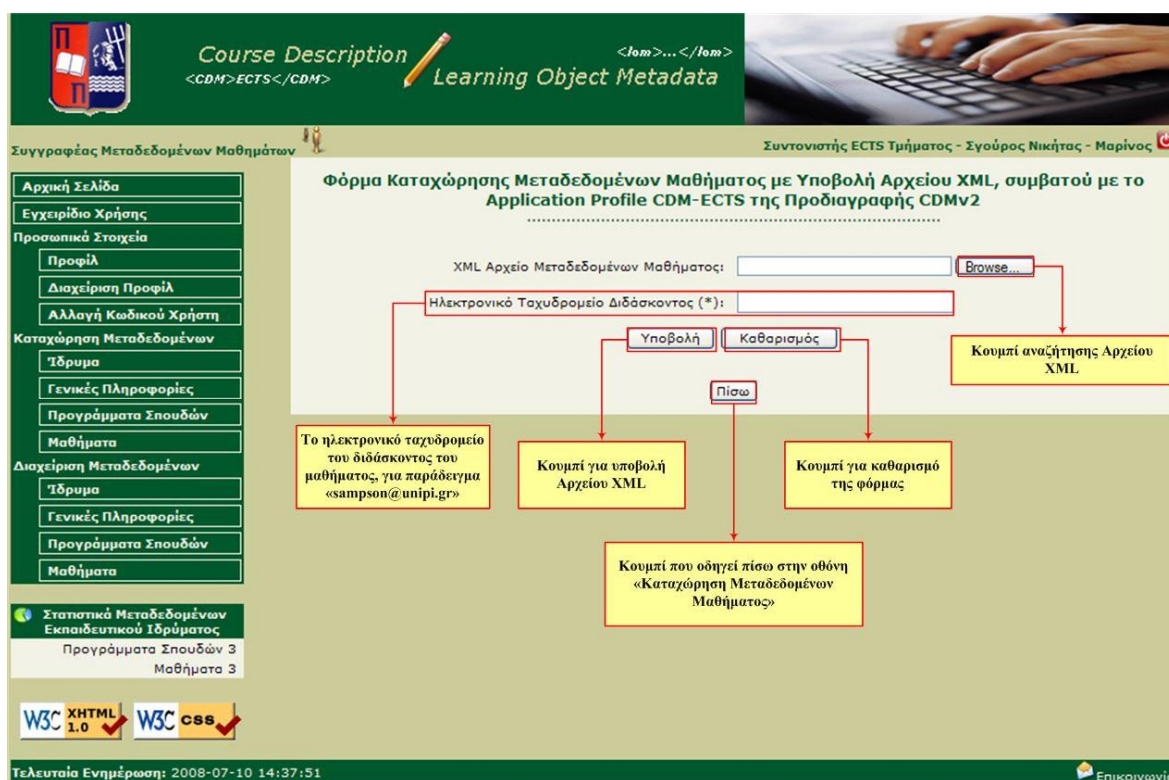 Course Description
<CDM>ECTS</CDM>
<lom>...</lom>
Learning Object Metadata
Συγγραφέας Μεταδεδομένων Μαθημάτων
Συντονιστής ECTS Τμήματος - Σγούρος Νικήτας - Μαρίνος
Αρχική Σελίδα
Εγχειρίδιο Χρήσης
Προσωπικά Στοιχεία
Προφίλ
Διαχείριση Προφίλ
Αλλαγή Κωδικού Χρήστη
Καταχώρηση Μεταδεδομένων
Ίδρυμα
Γενικές Πληροφορίες
Προγράμματα Σπουδών
Μαθήματα
Διαχείριση Μεταδεδομένων
Ίδρυμα
Γενικές Πληροφορίες
Προγράμματα Σπουδών
Μαθήματα
Στατιστικά Μεταδεδομένων
Εκπαιδευτικού Ιδρύματος
Προγράμματα Σπουδών 3
Μαθήματα 3
W3C XHTML 1.0
W3C css
Φόρμα Καταχώρησης Μεταδεδομένων Μαθήματος με Υποβολή Αρχείου XML, συμβατού με το
Application Profile CDM-ECTS της Προδιαγραφής CDMv2
XML Αρχείο Μεταδεδομένων Μαθήματος:
Browse...
Ηλεκτρονικό Ταχυδρομείο Διδάσκοντος (*):
Υποβολή
Καθαρισμός
Πίσω
Κουμπί αναζήτησης Αρχείου
XML
Το ηλεκτρονικό ταχυδρομείο
του διδάσκοντος του
μαθήματος, για παράδειγμα
«sampson@unipi.gr»
Κουμπί για υποβολή
Αρχείου XML
Κουμπί για καθαρισμό
της φόρμας
Κουμπί που οδηγεί πίσω στην οθόνη
«Καταχώρηση Μεταδεδομένων
Μαθήματος»
Τελευταία Ενημέρωση: 2008-07-10 14:37:51
Επικοινωνία